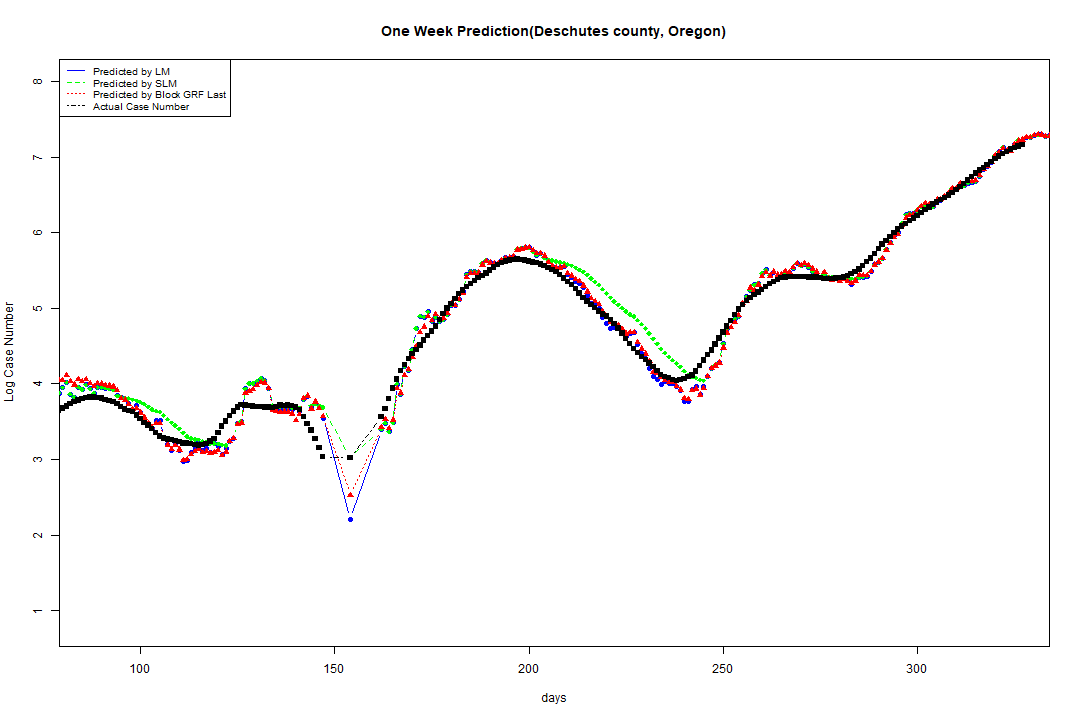 One Week Prediction(Deschutes county, Oregon)
Predicted by LM
Predicted by SLM
Predicted by Block GRF Last
Actual Case Number
8
7
6
5
4
3
2
1
Log Case Number
100 150 200 250 300
days